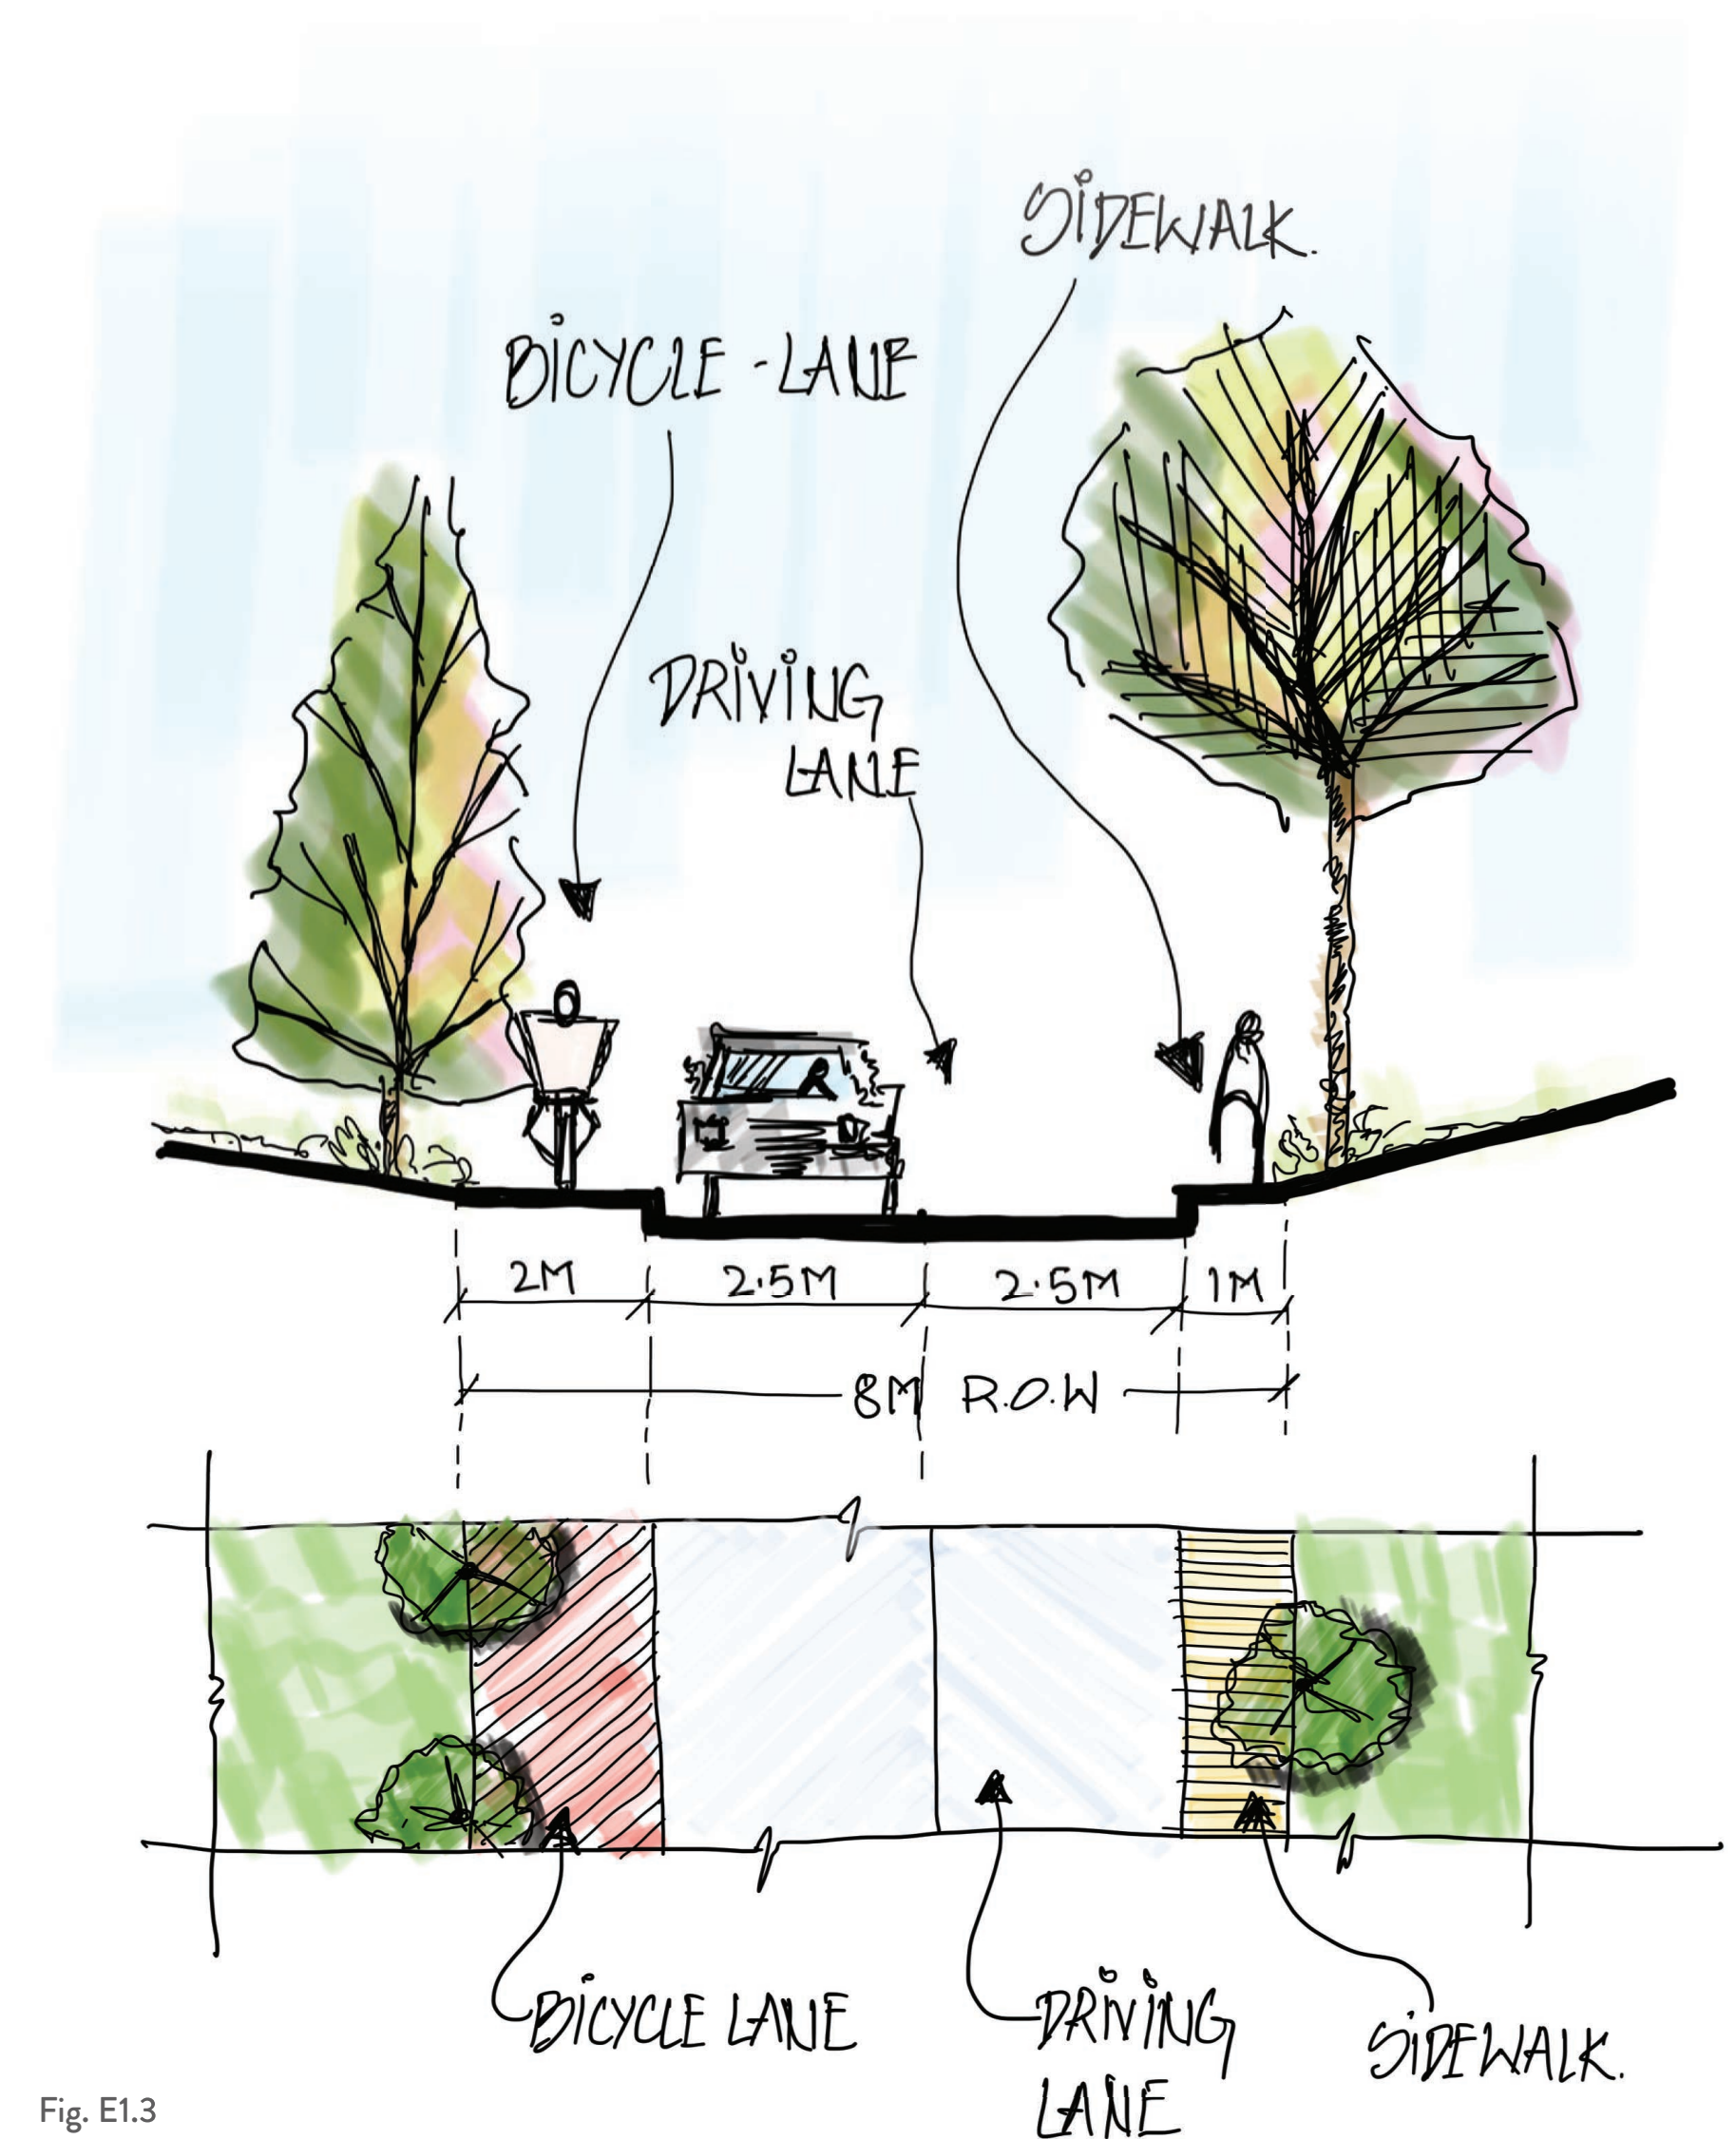 SIDEWALK.
BICYCLE - LANE
DRIVING
LANE
2M 2.5M 2.5M 1M
8M R.O.W
BICYCLE LANE
DRIVING
LANE
SIDEWALK.
Fig. E1.3